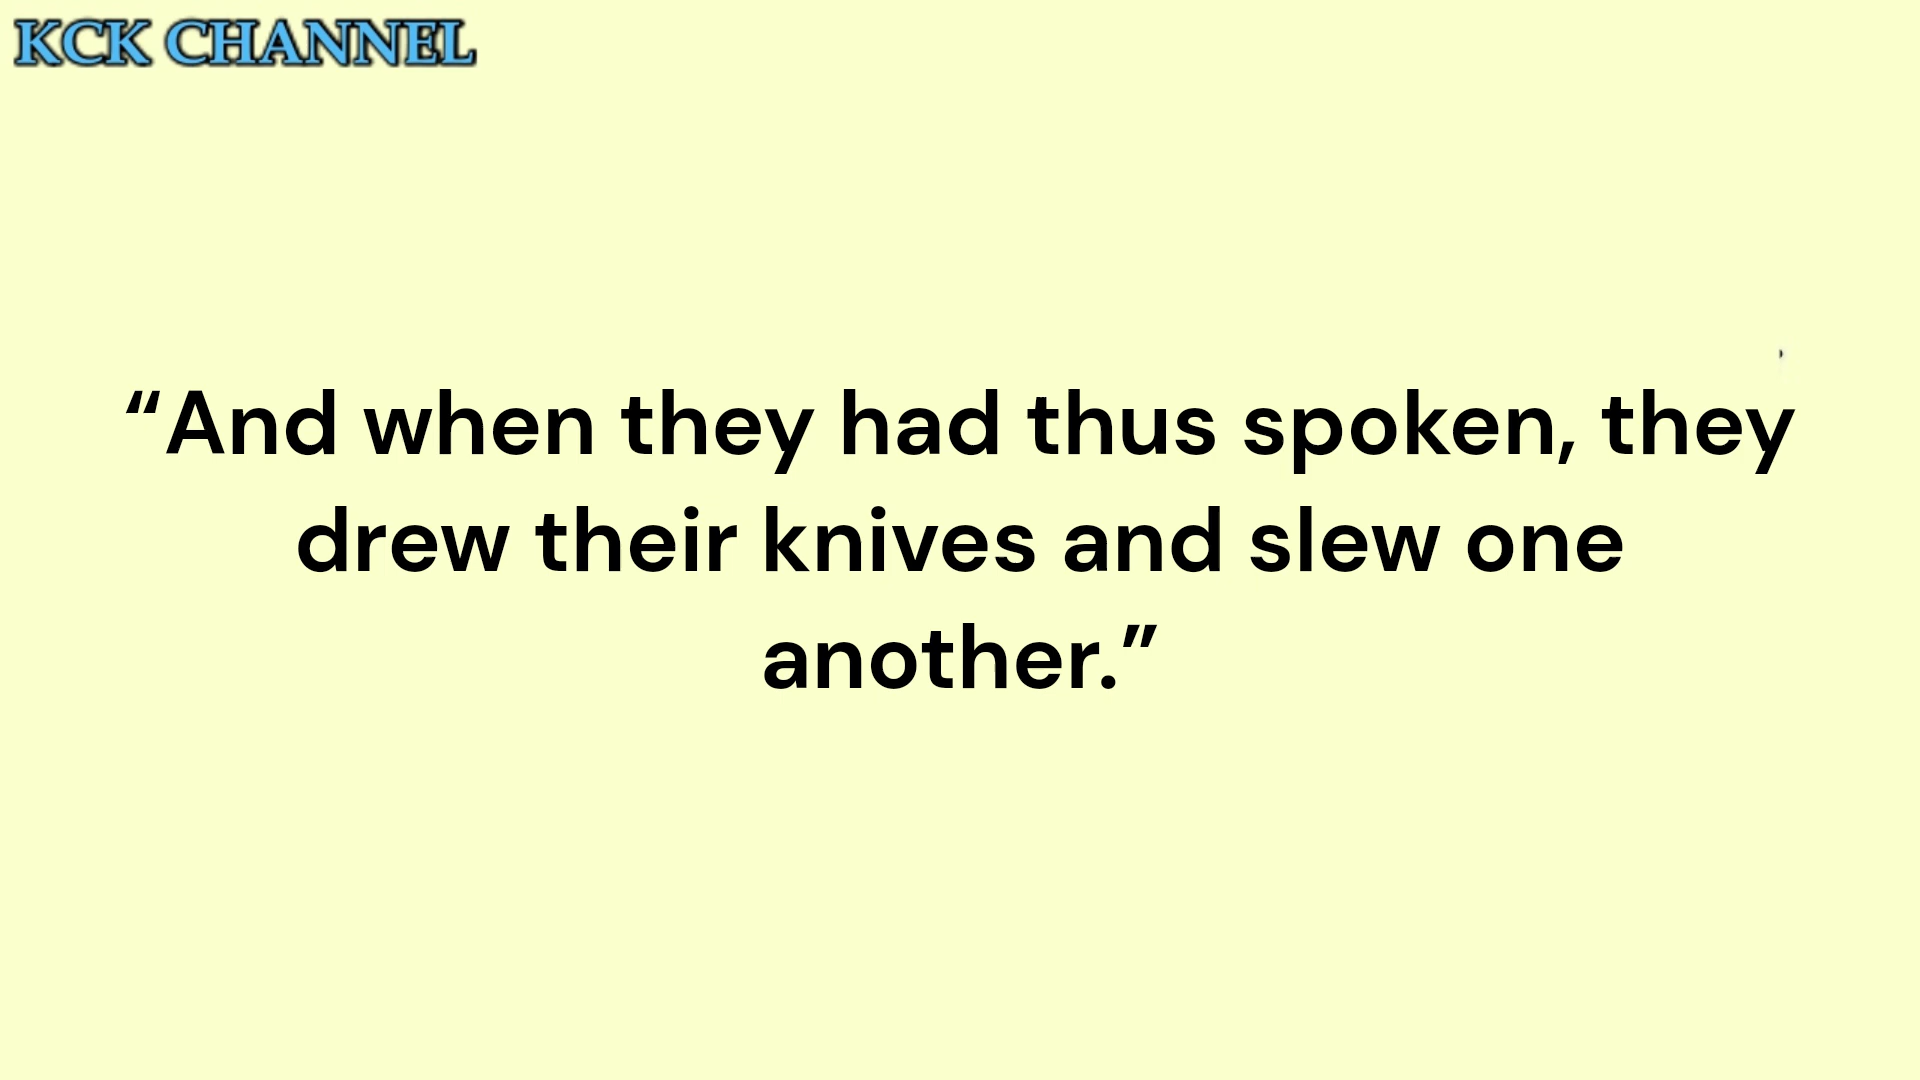 KCK CHANNEL
“And when they had thus spoken, they
drew their knives and slew one
another.”